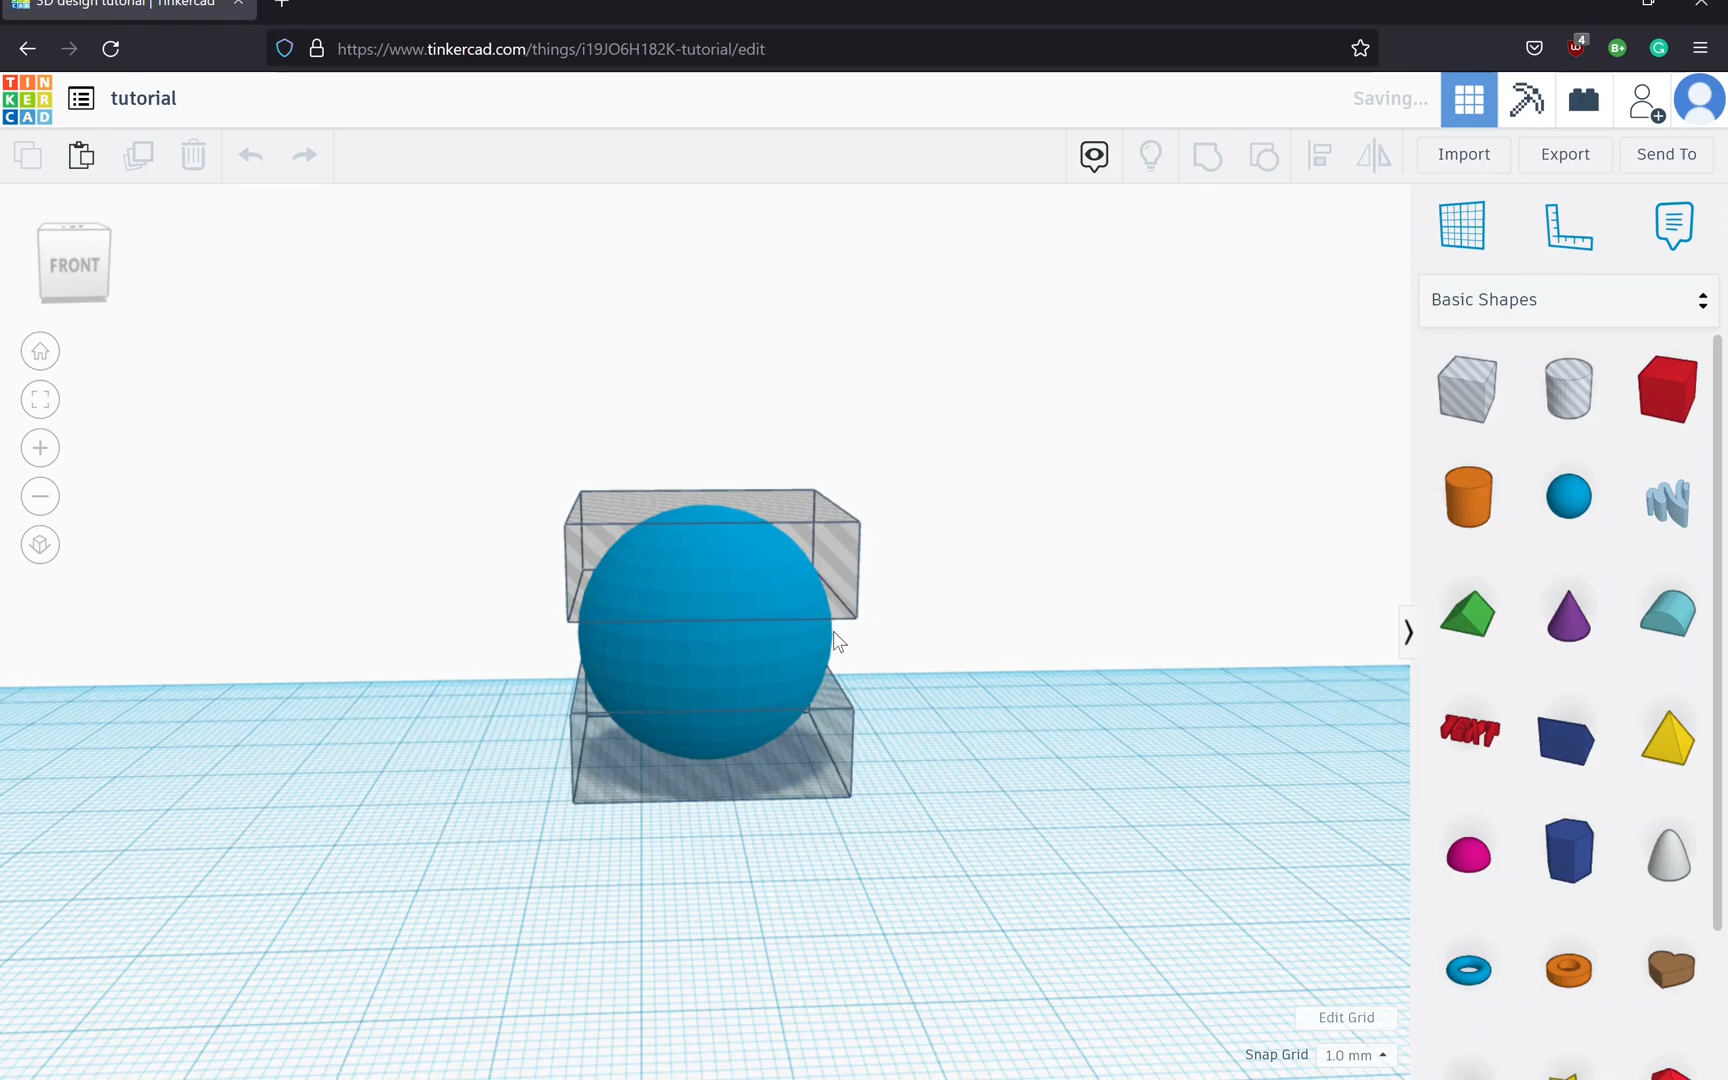 3D design tutorial | Tinkercad
https://www.tinkercad.com/things/i19JO6H182K-tutorial/edit
4
B+
TIN
KER
CAD
tutorial
Saving...
Import
Export
Send To
FRONT
Basic Shapes
TEXT
Edit Grid
Snap Grid
1.0 mm